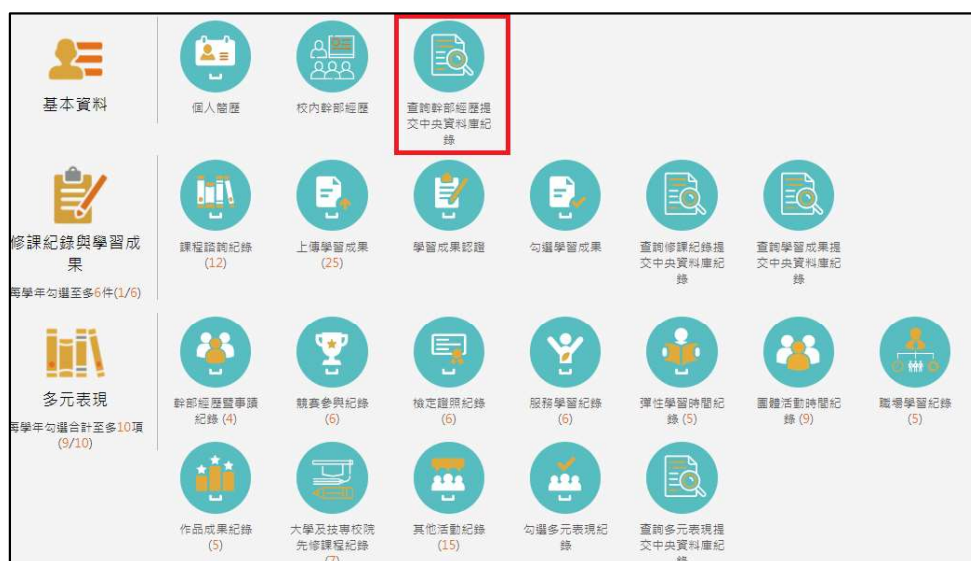 基本資料
個人簡歷
校內幹部經歷
查詢幹部經歷提
交中央資料庫紀
錄
修課紀錄與學習成
果
每學年勾選至多6件(1/6)
課程諮詢紀錄
(12)
上傳學習成果
(25)
學習成果認證
勾選學習成果
查詢修課紀錄提
交中央資料庫紀
錄
查詢學習成果提
交中央資料庫紀
錄
多元表現
每學年勾選合計至多10項
(9/10)
幹部經歷暨事蹟
紀錄 (4)
競賽參與紀錄
(6)
檢定證照紀錄
(6)
服務學習紀錄
(6)
彈性學習時間紀
錄 (5)
團體活動時間紀
錄 (9)
職場學習紀錄
(5)
作品成果紀錄
(5)
大學及技專校院
先修課程紀錄
(7)
其他活動紀錄
(15)
勾選多元表現紀
錄
查詢多元表現提
交中央資料庫紀
錄